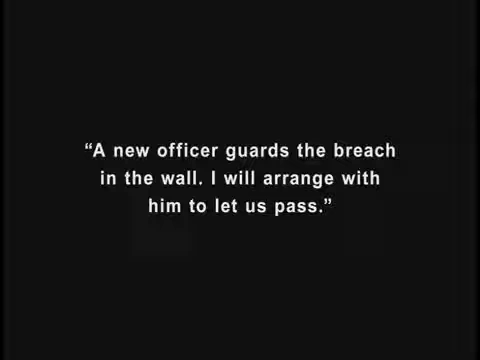 “A new officer guards the breach
in the wall. I will arrange with
him to let us pass.”